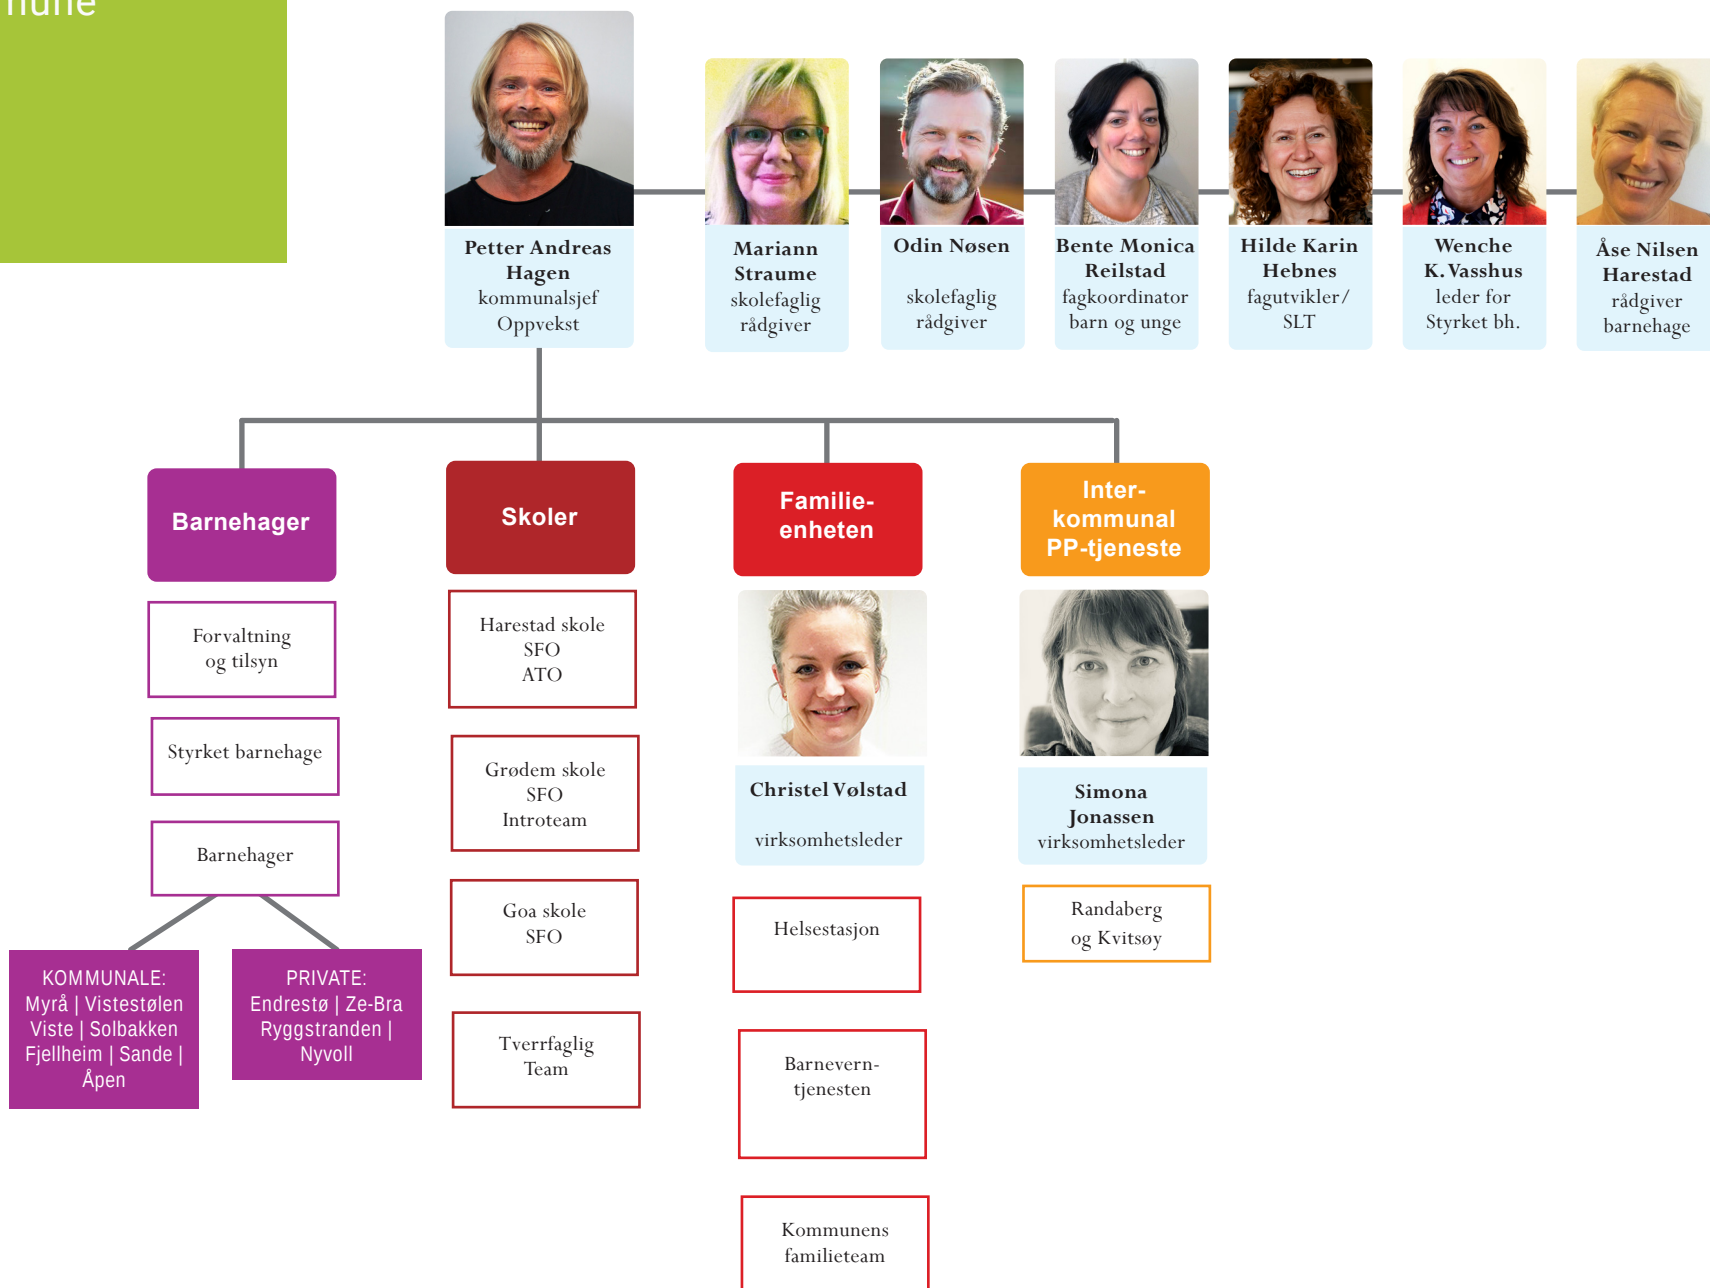 mune
Petter Andreas
Hagen
kommunalsjef
Oppvekst
Mariann
Straume
skolefaglig
rådgiver
Odin Nøsen
skolefaglig
rådgiver
Bente Monica
Reilstad
fagkoordinator
barn og unge
Hilde Karin
Hebnes
fagutvikler/
SLT
Wenche
K. Vasshus
leder for
Styrket bh.
Åse Nilsen
Harestad
rådgiver
barnehage
Barnehager
Forvaltning
og tilsyn
Styrket barnehage
Barnehager
KOMMUNALE:
Myrå | Vistestølen
Viste | Solbakken
Fjellheim | Sande |
Åpen
PRIVATE:
Endrestø | Ze-Bra
Ryggstranden |
Nyvoll
Skoler
Harestad skole
SFO
ATO
Grødem skole
SFO
Introteam
Goa skole
SFO
Tverrfaglig
Team
Familie-
enheten
Christel Vølstad
virksomhetsleder
Helsestasjon
Barnevern-
tjenesten
Kommunens
familieteam
Inter-
kommunal
PP-tjeneste
Simona
Jonassen
virksomhetsleder
Randaberg
og Kvitsøy